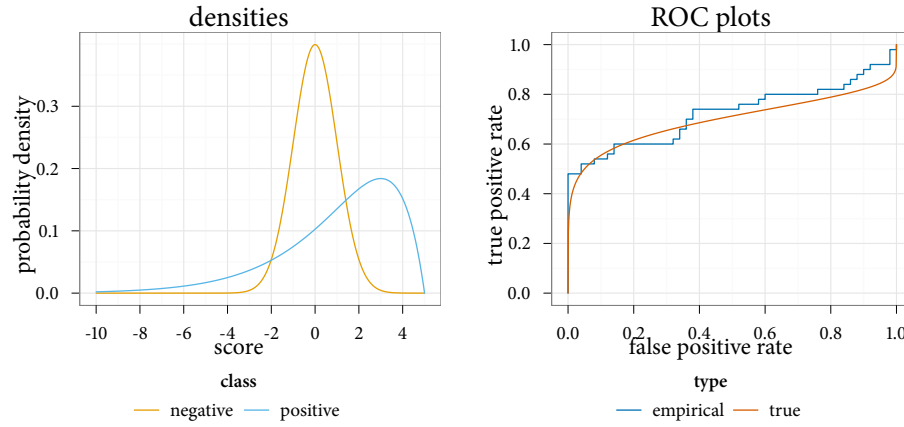 densities
probability density
0.3
0.2
0.1
0.0
-10 -8 -6 -4 -2 0 2 4
score
class
negative positive
ROC plots
true positive rate
1.0
0.8
0.6
0.4
0.2
0.0
0.0 0.2 0.4 0.6 0.8 1.0
false positive rate
type
empirical true